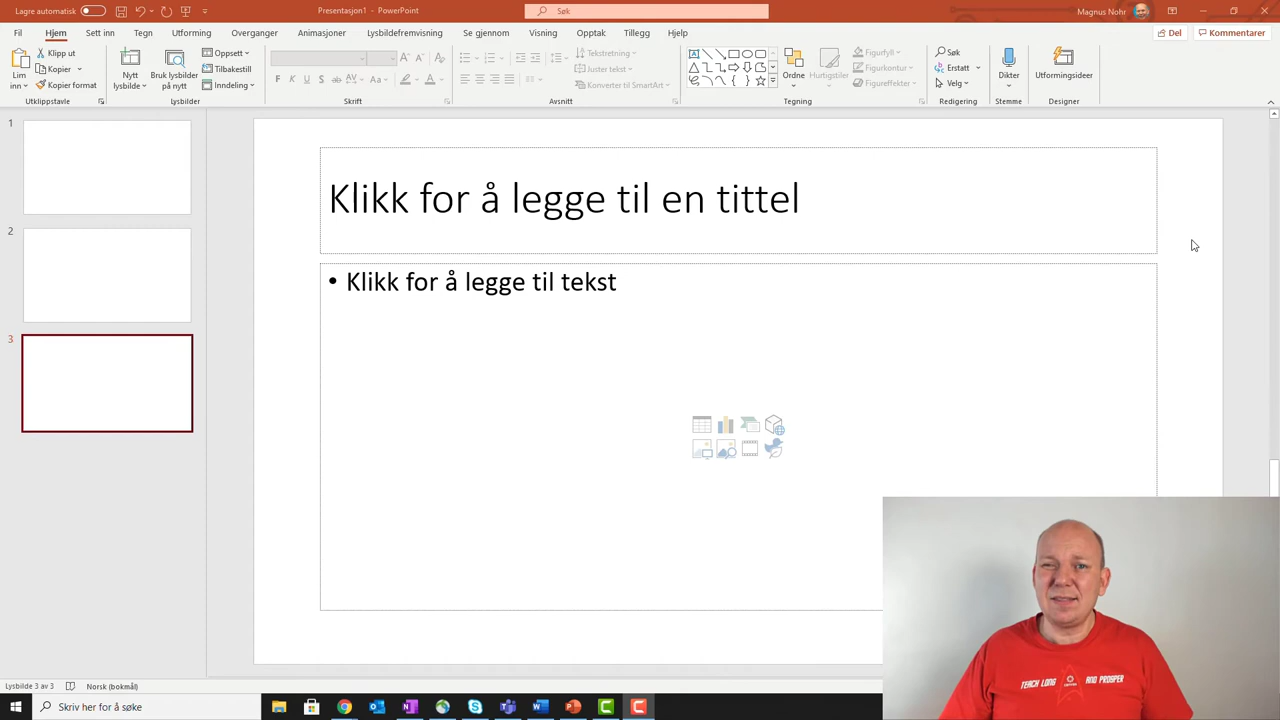 Lagre automatisk
Presentasjon1 - PowerPoint
Søk
Magnus Nohr
Fil Hjem Sett inn Tegn Utforming Overganger Animasjoner Lysbildefremvisning Se gjennom Visning Opptak Tillegg Hjelp
Del Kommentarer
Lim inn
Klipp ut
Kopier
Kopier format
Utklippstavle
Nytt lysbilde
Bruk lysbilder på nytt
Oppsett
Tilbakestill
Inndeling
Lysbilder
F K U S ab AV Aa A
Skrift
Tekstretning
Juster tekst
Konverter til SmartArt
Avsnitt
Ordne
Hurtigstiler
Figurfyll
Figurkontur
Figureffekter
Tegning
Søk
Erstatt
Velg
Redigering
Dikter
Stemme
Utformingsideer
Designer
1
2
3
Klikk for å legge til en tittel
• Klikk for å legge til tekst
TEACH LONG AND PROSPER
Lysbilde 3 av 3
Norsk (bokmål)
Skriv her for å søke